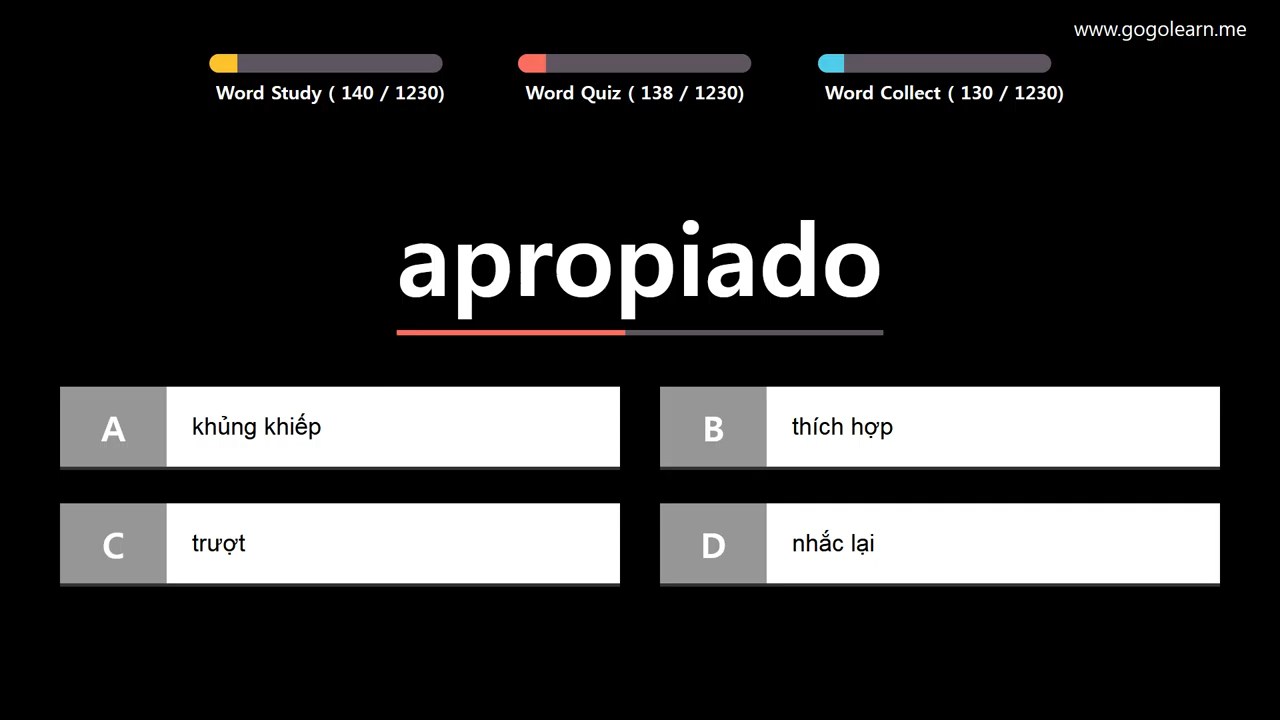 www.gogolearn.me
Word Study ( 140 / 1230)
Word Quiz ( 138 / 1230)
Word Collect ( 130 / 1230)
apropiado
A khủng khiếp
B thích hợp
C trượt
D nhắc lại